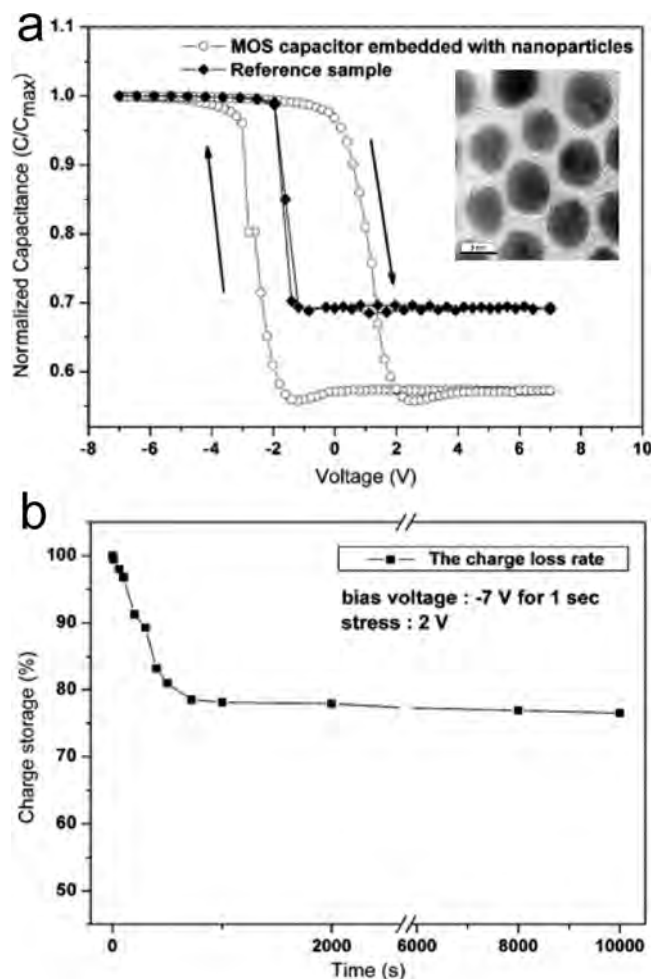 a
MOS capacitor embedded with nanoparticles
Reference sample
Normalized Capacitance (C/Cmax)
1.1
1.0
0.9
0.8
0.7
0.6
-8 -6 -4 -2 0 2 4 6 8 10
Voltage (V)
b
The charge loss rate
bias voltage : -7 V for 1 sec
stress : 2 V
Charge storage (%)
100
90
80
70
60
50
0 2000 6000 8000 10000
Time (s)